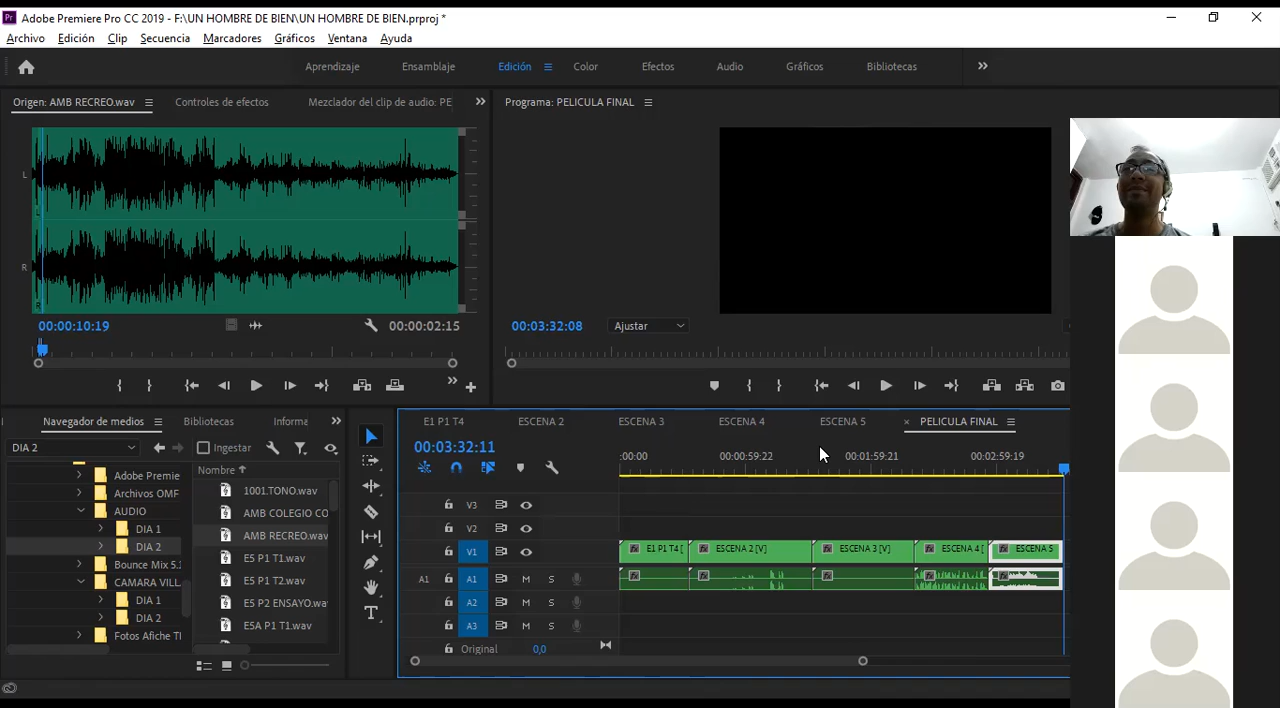 Adobe Premiere Pro CC 2019 - F:\UN HOMBRE DE BIEN\UN HOMBRE DE BIEN.prproj *
Archivo Edición Clip Secuencia Marcadores Gráficos Ventana Ayuda
Aprendizaje Ensamblaje Edición Color Efectos Audio Gráficos Bibliotecas
Origen: AMB RECREO.wav Controles de efectos Mezclador del clip de audio: PE
Programa: PELICULA FINAL
L
R
00:00:10:19 00:00:02:15
00:03:32:08 Ajustar
Navegador de medios Bibliotecas Informa
DIA 2 Ingestar
Nombre
Adobe Premie
Archivos OMF
AUDIO
DIA 1
DIA 2
Bounce Mix 5.1
CAMARA VILL
DIA 1
DIA 2
Fotos Afiche TI
1001.TONO.wav
AMB COLEGIO CO
AMB RECREO.wav
E5 P1 T1.wav
E5 P1 T2.wav
E5 P2 ENSAYO.wav
E5A P1 T1.wav
E1 P1 T4 ESCENA 2 ESCENA 3 ESCENA 4 ESCENA 5 × PELICULA FINAL
00:03:32:11
:00:00 00:00:59:22 00:01:59:21 00:02:59:19
V3
V2
V1 E1 P1 T4 [ ESCENA 2 [V] ESCENA 3 [V] ESCENA 4 [ ESCENA 5
A1 A1 M S
A2 M S
A3 M S
Original 0,0